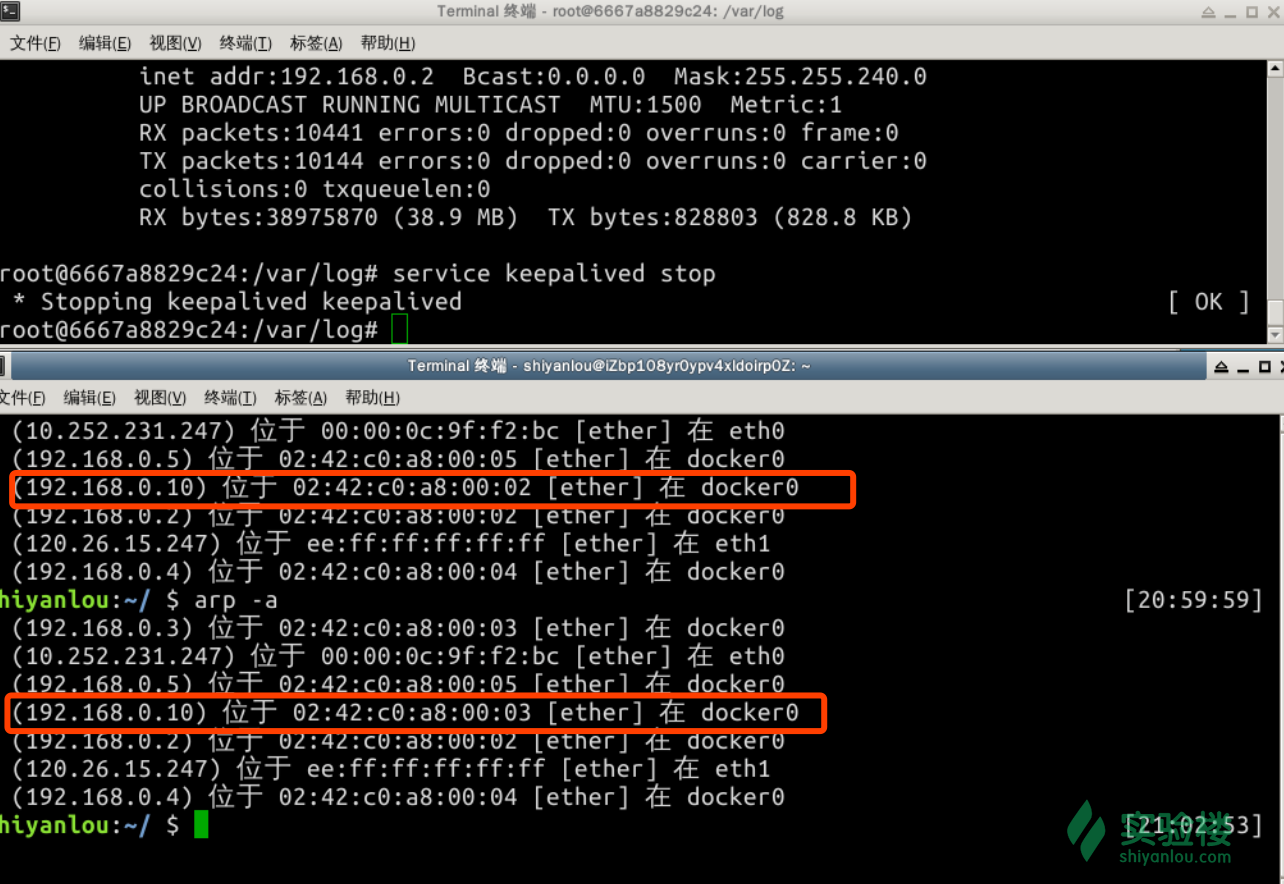 Terminal 终端 - root@6667a8829c24: /var/log
文件(F) 编辑(E) 视图(V) 终端(T) 标签(A) 帮助(H)
inet addr:192.168.0.2  Bcast:0.0.0.0  Mask:255.255.240.0
UP BROADCAST RUNNING MULTICAST  MTU:1500  Metric:1
RX packets:10441 errors:0 dropped:0 overruns:0 frame:0
TX packets:10144 errors:0 dropped:0 overruns:0 carrier:0
collisions:0 txqueuelen:0
RX bytes:38975870 (38.9 MB)  TX bytes:828803 (828.8 KB)
root@6667a8829c24:/var/log# service keepalived stop
* Stopping keepalived keepalived [ OK ]
root@6667a8829c24:/var/log#
Terminal 终端 - shiyanlou@iZbp108yr0ypv4xldoirp0Z: ~
文件(F) 编辑(E) 视图(V) 终端(T) 标签(A) 帮助(H)
(10.252.231.247) 位于 00:00:0c:9f:f2:bc [ether] 在 eth0
(192.168.0.5) 位于 02:42:c0:a8:00:05 [ether] 在 docker0
(192.168.0.10) 位于 02:42:c0:a8:00:02 [ether] 在 docker0
(192.168.0.2) 位于 02:42:c0:a8:00:02 [ether] 在 docker0
(120.26.15.247) 位于 ee:ff:ff:ff:ff:ff [ether] 在 eth1
(192.168.0.4) 位于 02:42:c0:a8:00:04 [ether] 在 docker0
hiyanlou:~/ $ arp -a [20:59:59]
(192.168.0.3) 位于 02:42:c0:a8:00:03 [ether] 在 docker0
(10.252.231.247) 位于 00:00:0c:9f:f2:bc [ether] 在 eth0
(192.168.0.5) 位于 02:42:c0:a8:00:05 [ether] 在 docker0
(192.168.0.10) 位于 02:42:c0:a8:00:03 [ether] 在 docker0
(192.168.0.2) 位于 02:42:c0:a8:00:02 [ether] 在 docker0
(120.26.15.247) 位于 ee:ff:ff:ff:ff:ff [ether] 在 eth1
(192.168.0.4) 位于 02:42:c0:a8:00:04 [ether] 在 docker0
hiyanlou:~/ $ [21:02:53]
实验楼
shiyanlou.com